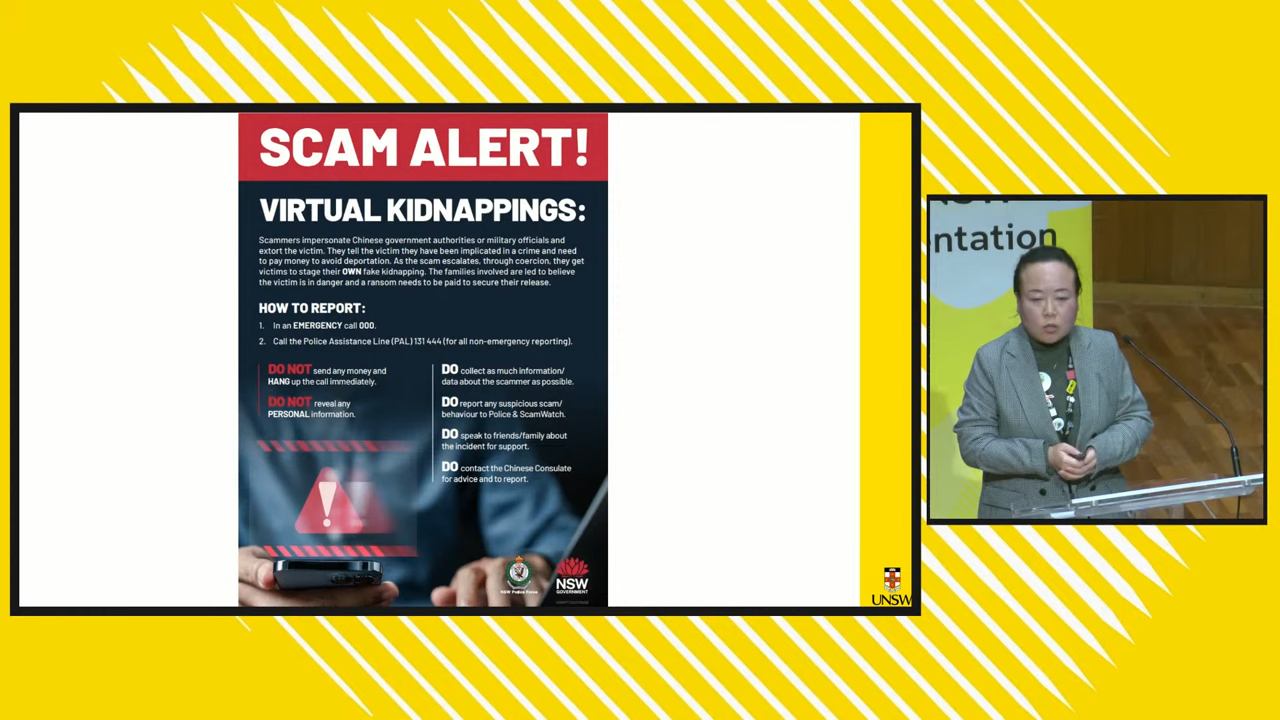 SCAM ALERT!
VIRTUAL KIDNAPPINGS:
Scammers impersonate Chinese government authorities or military officials and
extort the victim. They tell the victim they have been implicated in a crime and need
to pay money to avoid deportation. As the scam escalates, through coercion, they get
victims to stage their OWN fake kidnapping. The families involved are led to believe
the victim is in danger and a ransom needs to be paid to secure their release.
HOW TO REPORT:
1. In an EMERGENCY call 000.
2. Call the Police Assistance Line (PAL) 131 444 (for all non-emergency reporting).
DO NOT send any money and
HANG up the call immediately.
DO NOT reveal any
PERSONAL information.
DO collect as much information/
data about the scammer as possible.
DO report any suspicious scam/
behaviour to Police & ScamWatch.
DO speak to friends/family about
the incident for support.
DO contact the Chinese Consulate
for advice and to report.
NSW Police Force
NSW
GOVERNMENT
UNSW
ntation